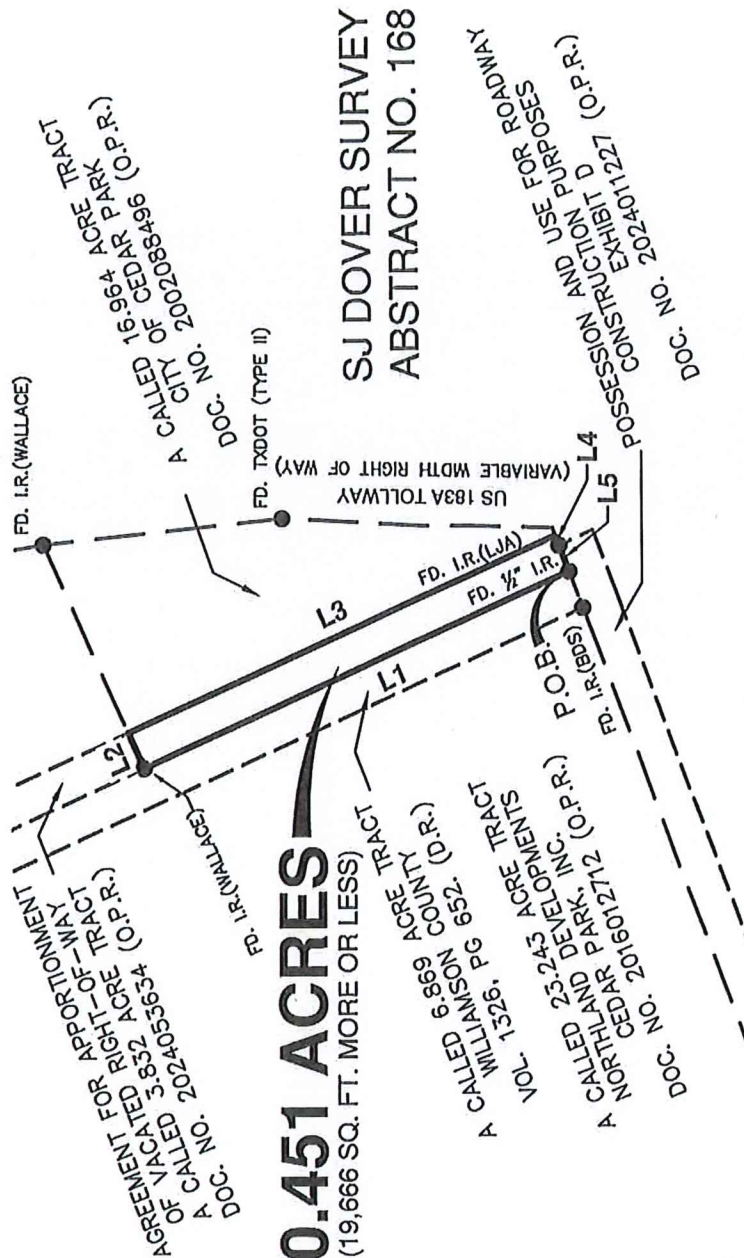 FD. I.R.(WALLACE)
A CALLED 16.964 ACRE TRACT
CITY OF CEDAR PARK
DOC. NO. 2002088496 (O.P.R.)
FD. TXDOT (TYPE II)
SJ DOVER SURVEY
ABSTRACT NO. 168
US 183A TOLLWAY
(VARIABLE WIDTH RIGHT OF WAY)
POSSESSION AND USE FOR ROADWAY
CONSTRUCTION PURPOSES
EXHIBIT D
DOC. NO. 2024011227 (O.P.R.)
L4
L5
FD. I.R.(LJA)
FD. ½" I.R.
L3
L1
L2
P.O.B.
FD. I.R.(BDS)
FD. I.R.(WALLACE)
AGREEMENT FOR APPORTIONMENT
OF VACATED RIGHT-OF-WAY
A CALLED 3.832 ACRE TRACT
DOC. NO. 2024053634 (O.P.R.)
0.451 ACRES
(19,666 SQ. FT. MORE OR LESS)
A CALLED 6.869 ACRE TRACT
WILLIAMSON COUNTY
VOL. 1326, PG 652. (D.R.)
A CALLED 23.243 ACRE TRACT
NORTHLAND DEVELOPMENTS
CEDAR PARK, INC.
DOC. NO. 2016012712 (O.P.R.)